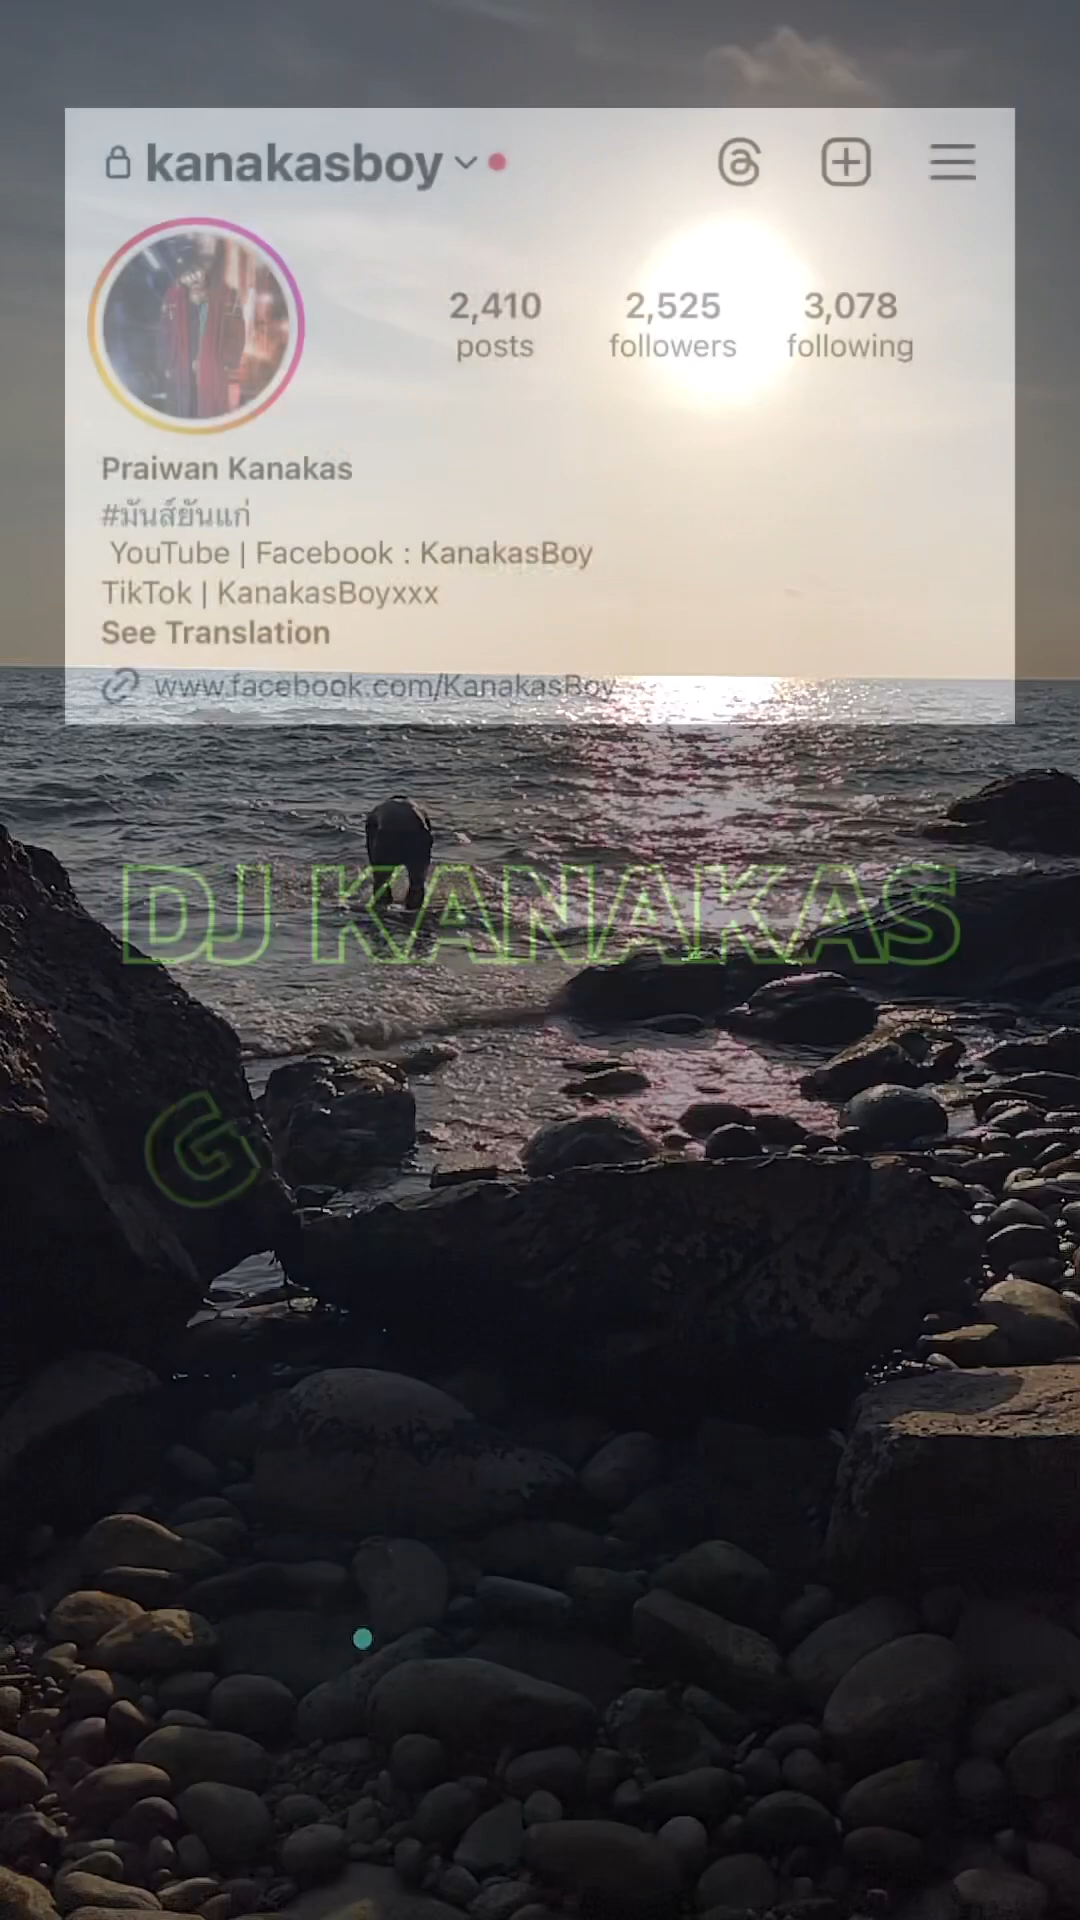 kanakasboy
2,410 2,525 3,078
posts followers following
Praiwan Kanakas
#มันส์ยันแก่
YouTube | Facebook : KanakasBoy
TikTok | KanakasBoyxxx
See Translation
www.facebook.com/KanakasBoy
DJ KANAKAS
G